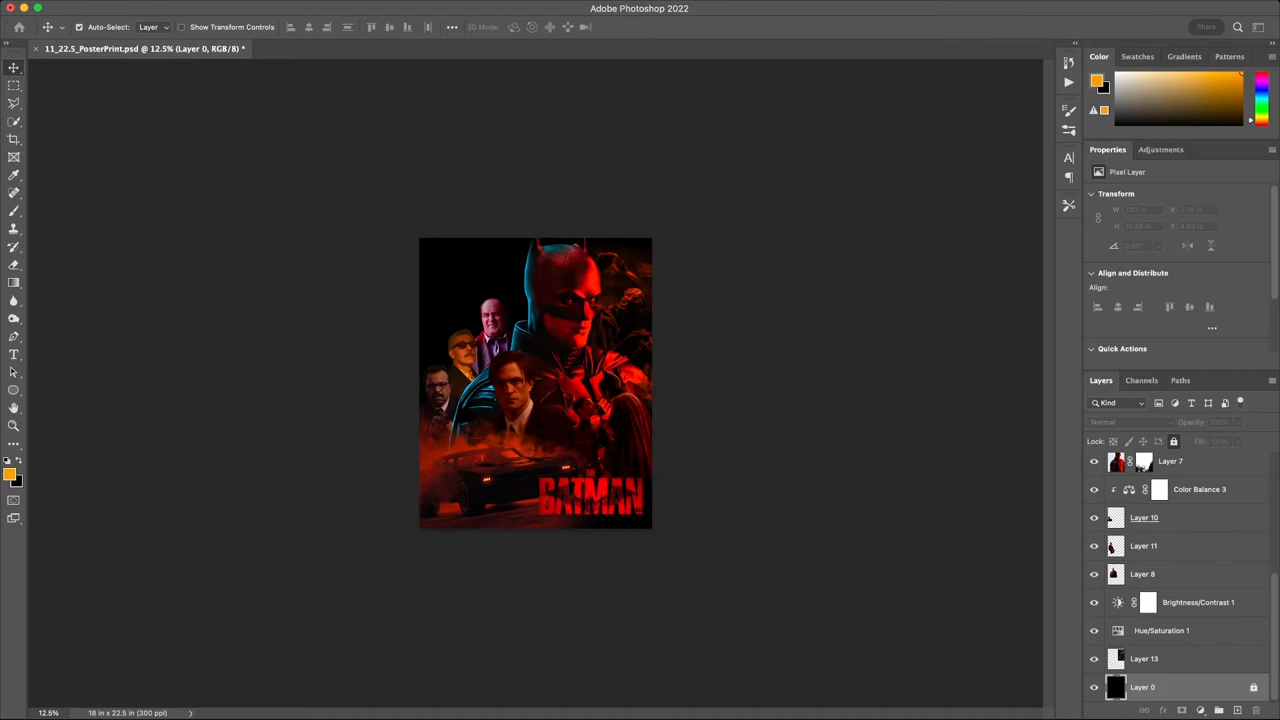 Adobe Photoshop 2022
Auto-Select: Layer Show Transform Controls 3D Mode: Share
11_22.5_PosterPrint.psd @ 12.5% (Layer 0, RGB/8) *
Color Swatches Gradients Patterns
Properties Adjustments
Pixel Layer
Transform
W X
H Y
Align and Distribute
Align:
Quick Actions
Layers Channels Paths
Kind
Normal Opacity: 100%
Lock: Fill: 100%
Layer 7
Color Balance 3
Layer 10
Layer 11
Layer 8
Brightness/Contrast 1
Hue/Saturation 1
Layer 13
Layer 0
THE
BATMAN
12.5% 18 in x 22.5 in (300 ppi)